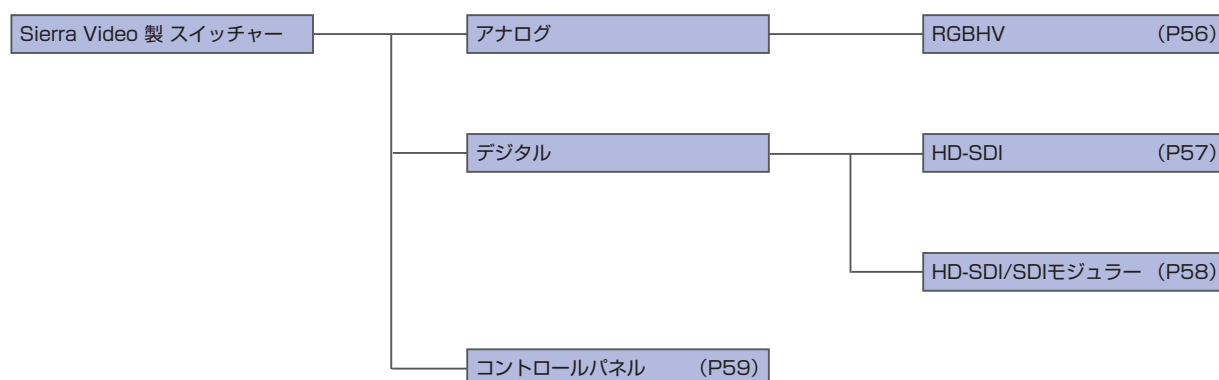 Sierra Video 製 スイッチャー
アナログ
RGBHV (P56)
デジタル
HD-SDI (P57)
HD-SDI/SDIモジュラー (P58)
コントロールパネル (P59)